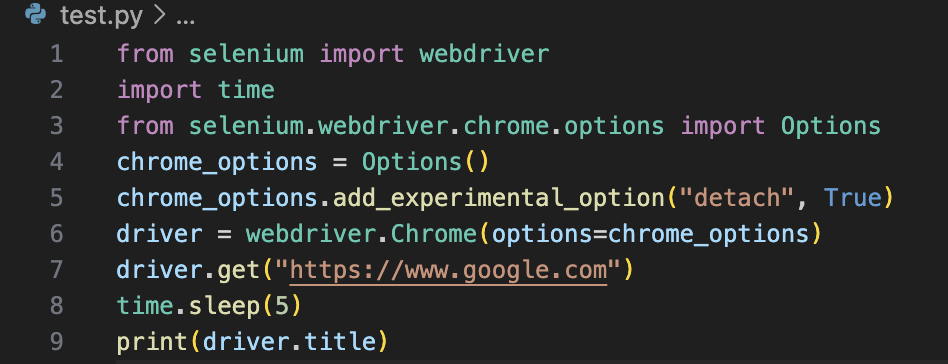 test.py > ...
1 from selenium import webdriver
2 import time
3 from selenium.webdriver.chrome.options import Options
4 chrome_options = Options()
5 chrome_options.add_experimental_option("detach", True)
6 driver = webdriver.Chrome(options=chrome_options)
7 driver.get("https://www.google.com")
8 time.sleep(5)
9 print(driver.title)